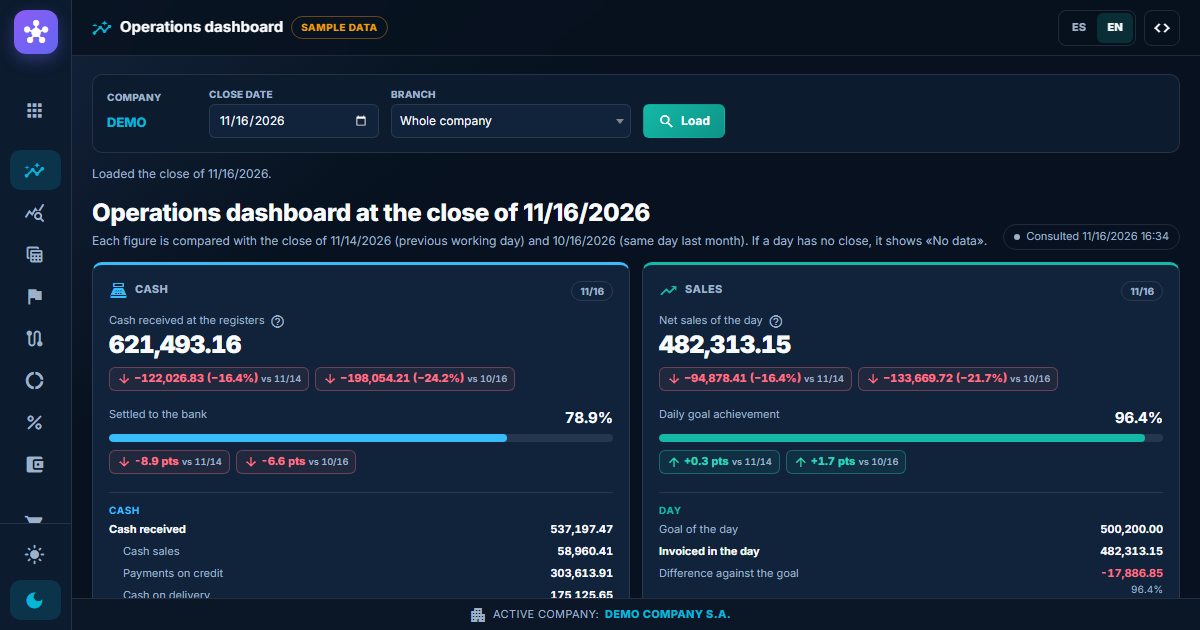 Operations dashboard SAMPLE DATA ES EN
COMPANY CLOSE DATE BRANCH
DEMO 11/16/2026 Whole company Load
Loaded the close of 11/16/2026.
Operations dashboard at the close of 11/16/2026
Each figure is compared with the close of 11/14/2026 (previous working day) and 10/16/2026 (same day last month). If a day has no close, it shows «No data».
Consulted 11/16/2026 16:34
CASH 11/16
Cash received at the registers ?
621,493.16
−122,026.83 (−16.4%) vs 11/14 −198,054.21 (−24.2%) vs 10/16
Settled to the bank 78.9%
-8.9 pts vs 11/14 -6.6 pts vs 10/16
CASH
Cash received 537,197.47
Cash sales 58,960.41
Payments on credit 303,613.91
Cash on delivery 175,125.65
SALES 11/16
Net sales of the day ?
482,313.15
−94,878.41 (−16.4%) vs 11/14 −133,669.72 (−21.7%) vs 10/16
Daily goal achievement 96.4%
+0.3 pts vs 11/14 +1.7 pts vs 10/16
DAY
Goal of the day 500,200.00
Invoiced in the day 482,313.15
Difference against the goal -17,886.85
96.4%
ACTIVE COMPANY: DEMO COMPANY S.A.